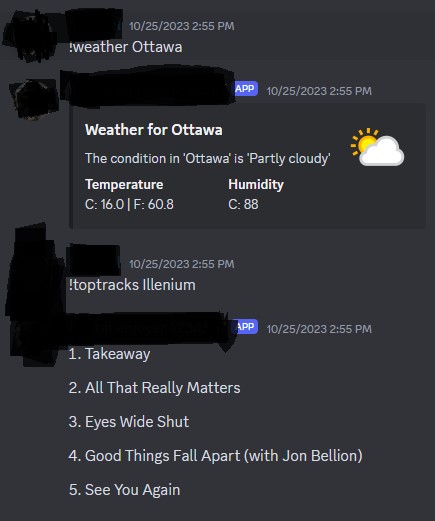 10/25/2023 2:55 PM
!weather Ottawa
APP 10/25/2023 2:55 PM
Weather for Ottawa
The condition in 'Ottawa' is 'Partly cloudy'
Temperature Humidity
C: 16.0 | F: 60.8 C: 88
10/25/2023 2:55 PM
!toptracks Illenium
APP 10/25/2023 2:55 PM
1. Takeaway
2. All That Really Matters
3. Eyes Wide Shut
4. Good Things Fall Apart (with Jon Bellion)
5. See You Again